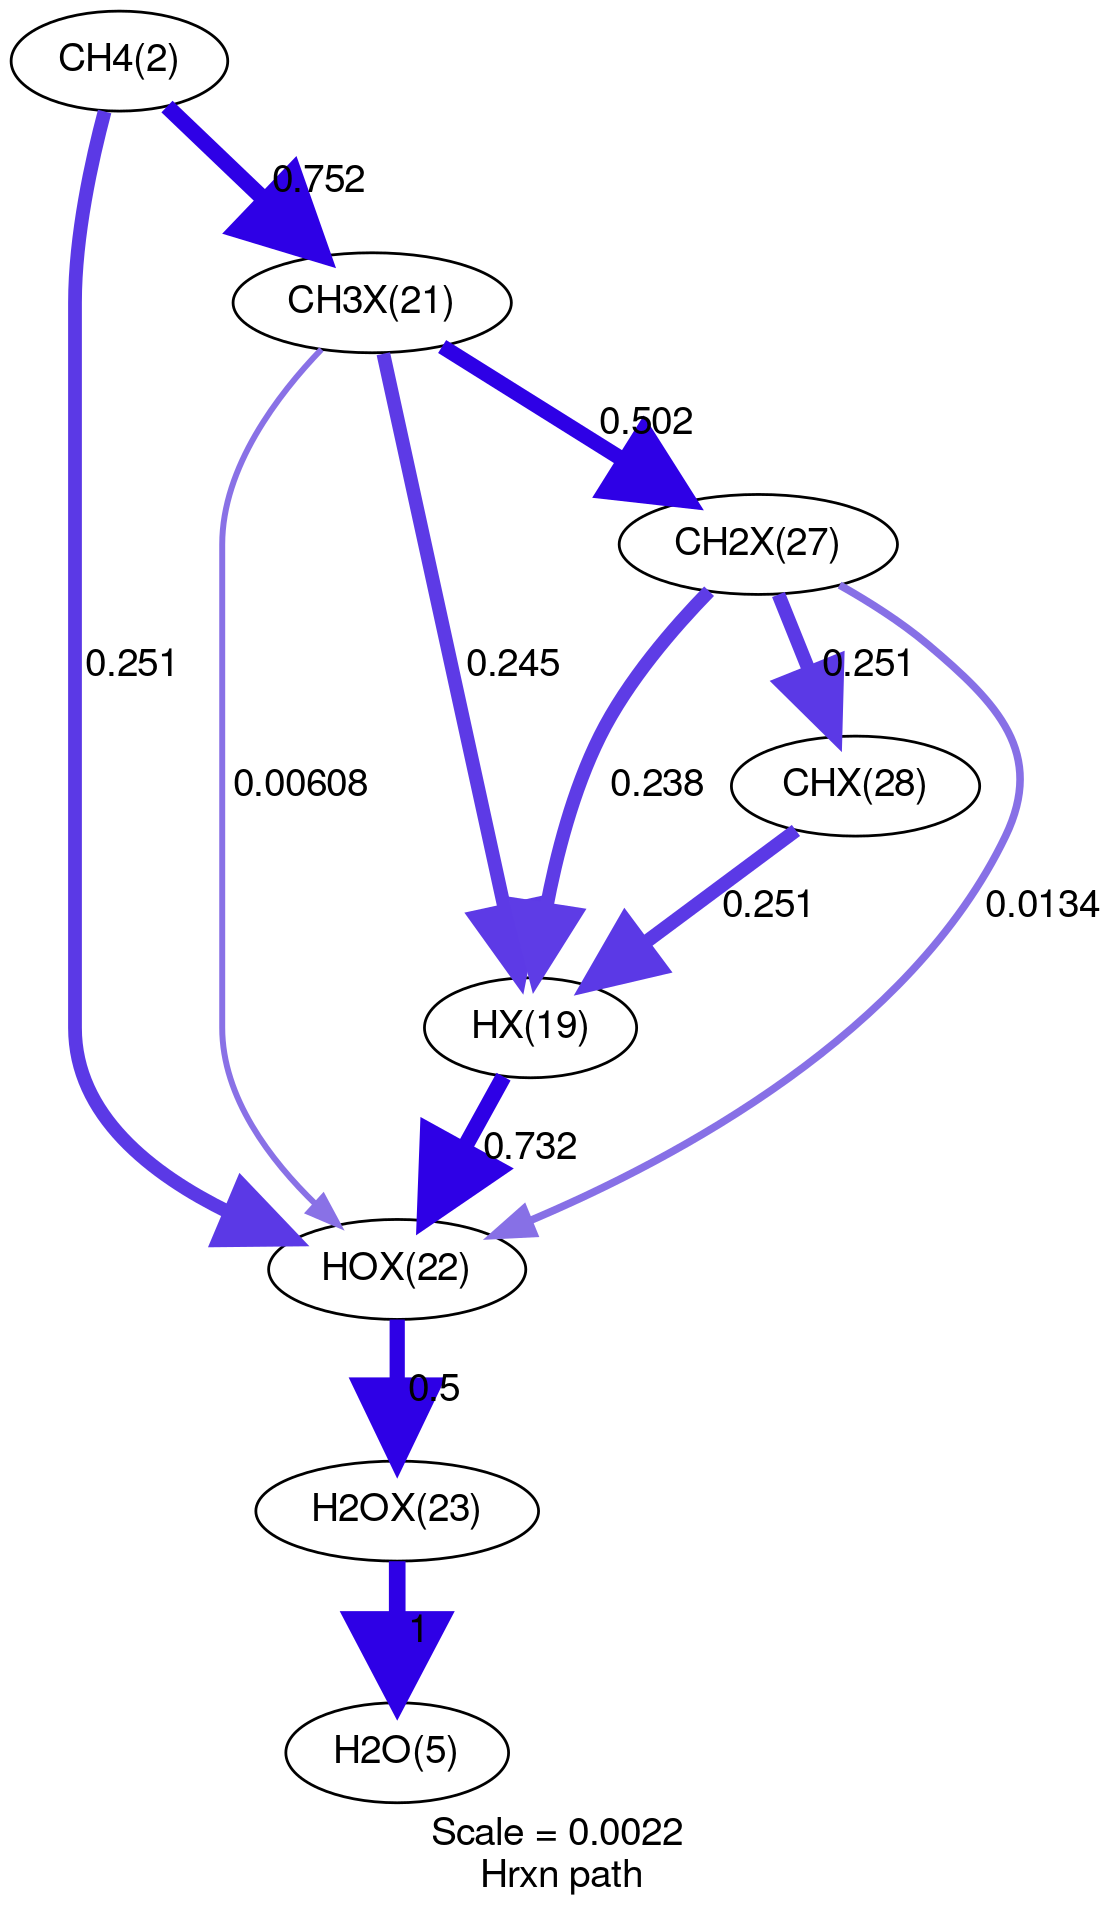 CH4(2)
0.752
CH3X(21)
0.502
CH2X(27)
0.251
0.245
0.251
0.00608
0.238
CHX(28)
0.251
0.0134
HX(19)
0.732
HOX(22)
0.5
H2OX(23)
1
H2O(5)
Scale = 0.0022
Hrxn path